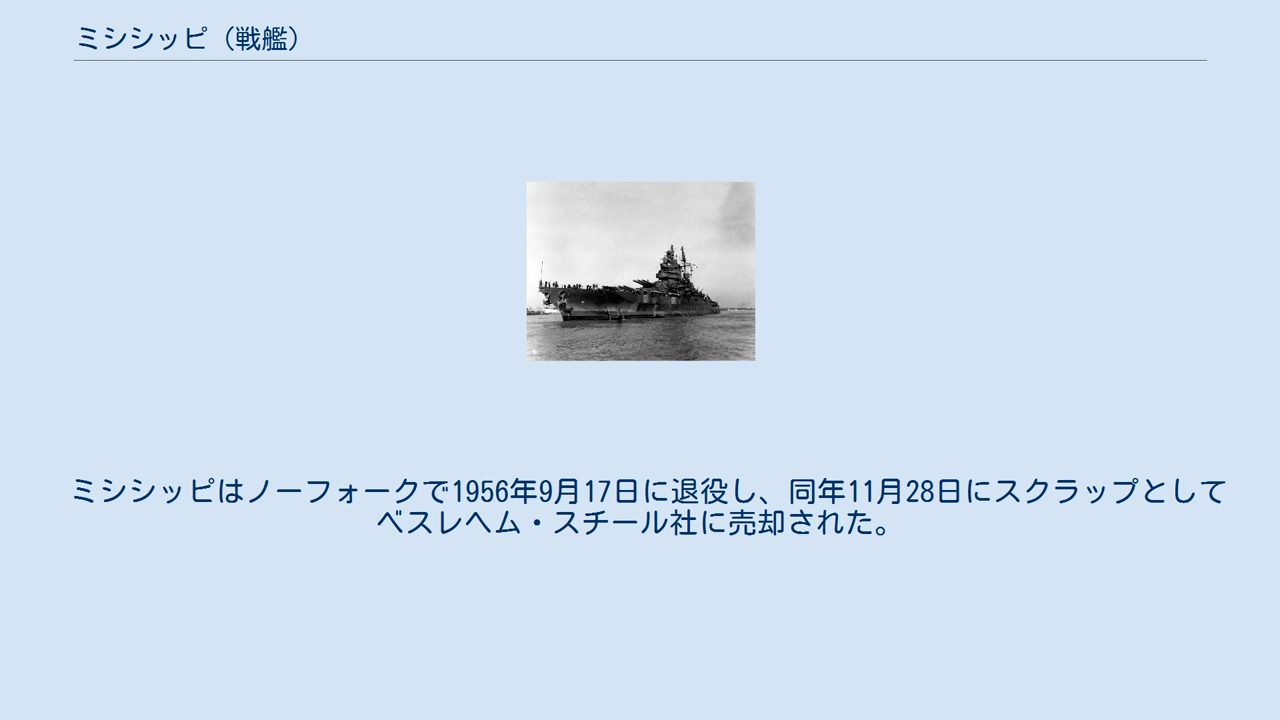 ミシシッピ（戦艦）
ミシシッピはノーフォークで1956年9月17日に退役し、同年11月28日にスクラップとして
ベスレヘム・スチール社に売却された。